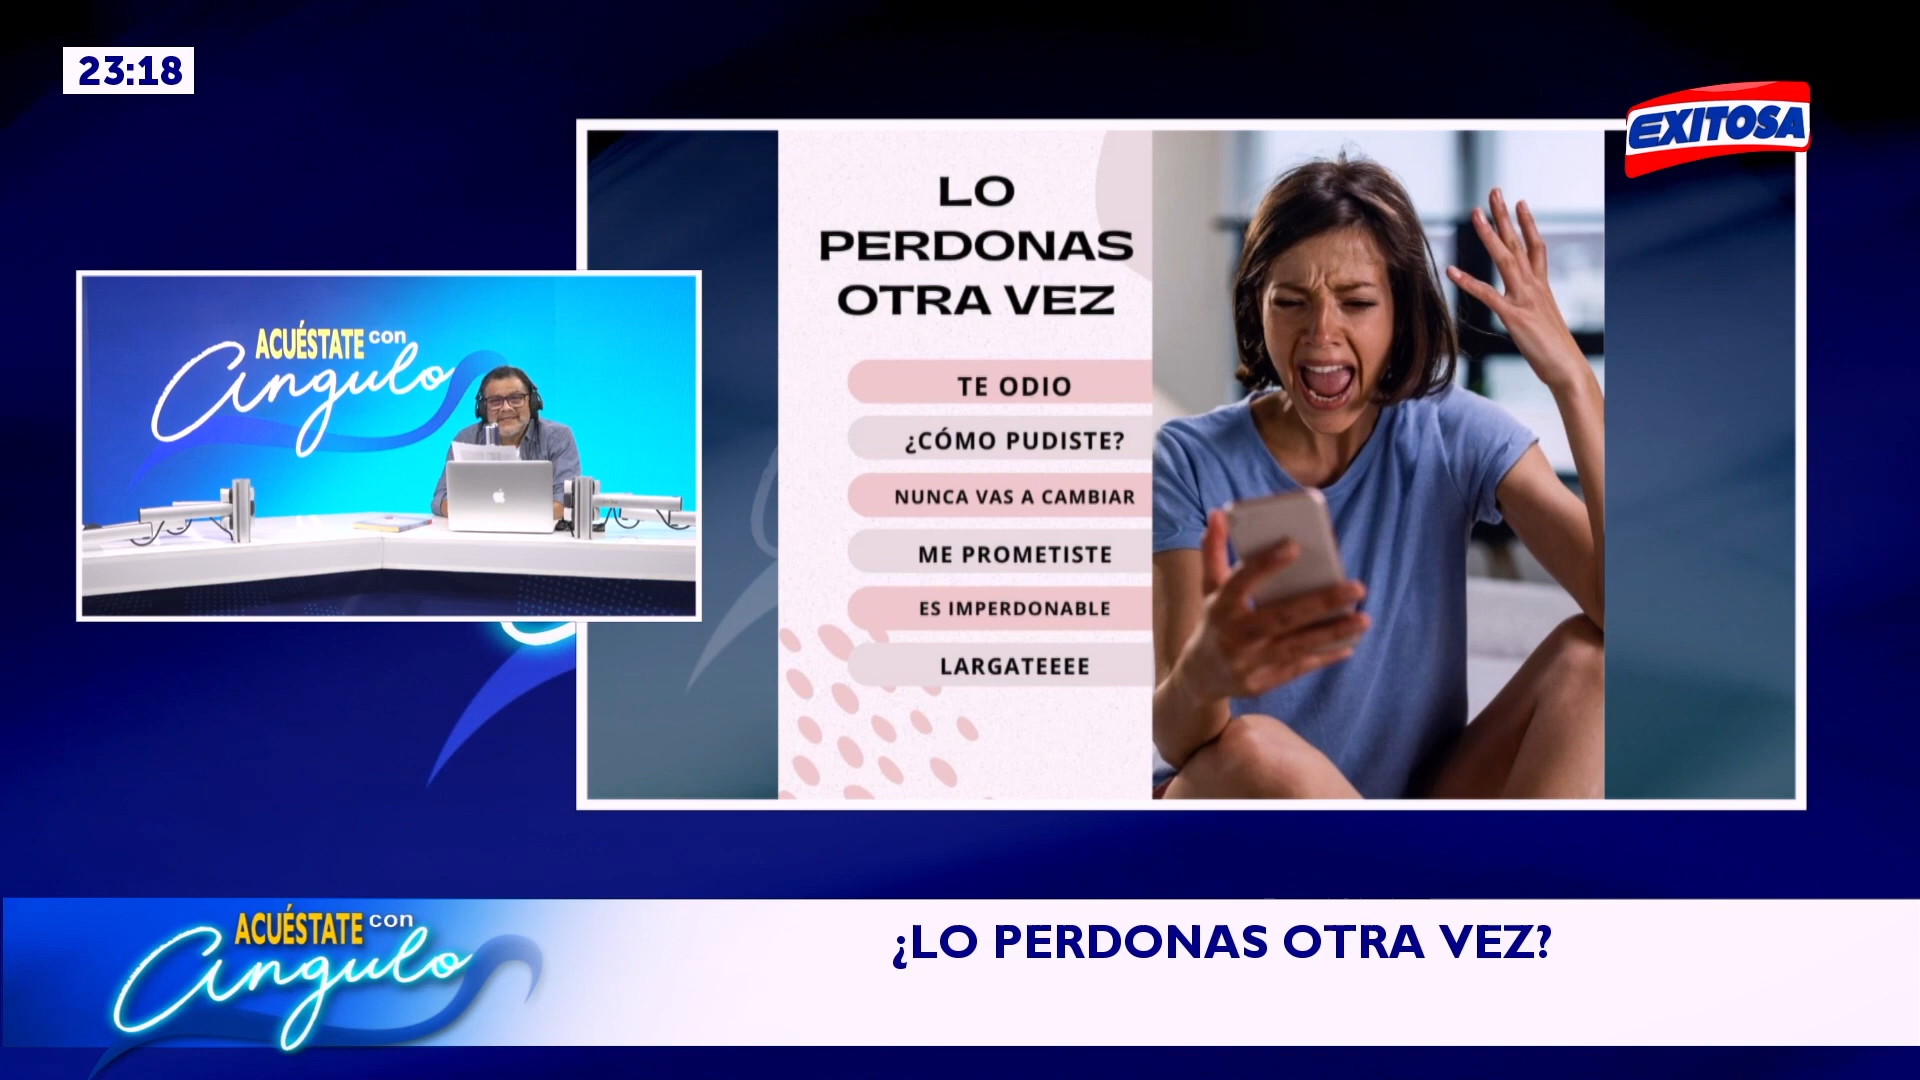 23:18
EXITOSA
LO
PERDONAS
OTRA VEZ
TE ODIO
¿CÓMO PUDISTE?
NUNCA VAS A CAMBIAR
ME PROMETISTE
ES IMPERDONABLE
LARGATEEEE
ACUÉSTATE con
Angulo
ACUÉSTATE con
Angulo
¿LO PERDONAS OTRA VEZ?